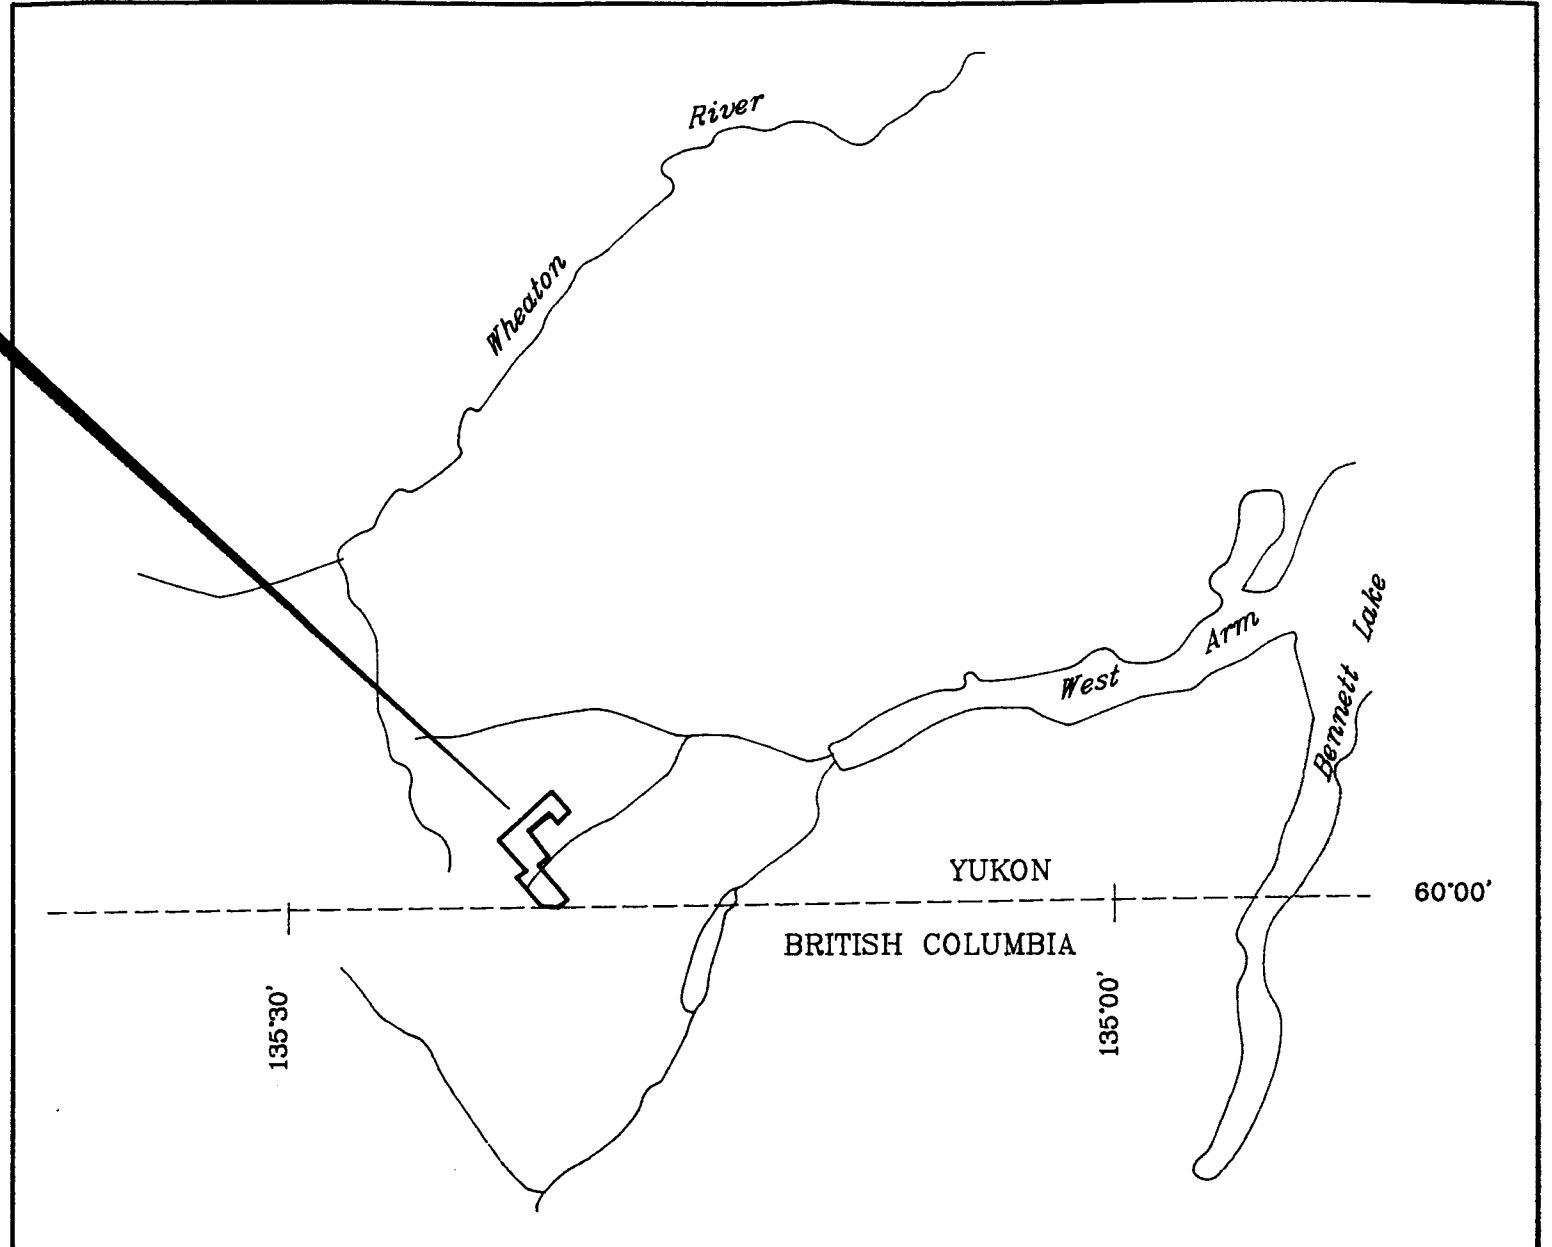 River
Wheaton
Arm
West
Bennett Lake
YUKON
60°00'
BRITISH COLUMBIA
135°30'
135°00'